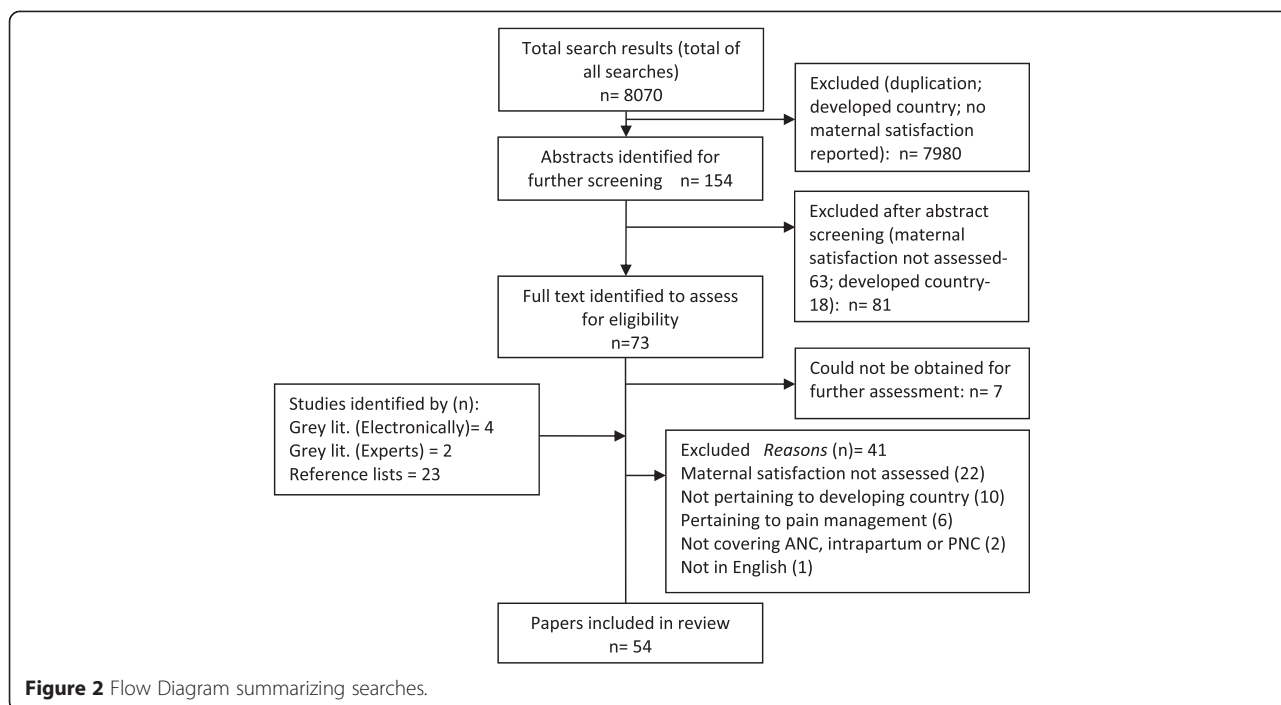 Total search results (total of
all searches)
n= 8070
Excluded (duplication;
developed country; no
maternal satisfaction
reported):  n= 7980
Abstracts identified for
further screening    n= 154
Excluded after abstract
screening (maternal
satisfaction not assessed-
63; developed country-
18):  n= 81
Full text identified to assess
for eligibility
n=73
Could not be obtained for
further assessment: n= 7
Studies identified by (n):
Grey lit. (Electronically)= 4
Grey lit. (Experts) = 2
Reference lists = 23
Excluded   Reasons (n)= 41
Maternal satisfaction not assessed (22)
Not pertaining to developing country (10)
Pertaining to pain management (6)
Not covering ANC, intrapartum or PNC (2)
Not in English (1)
Papers included in review
n= 54
Figure 2 Flow Diagram summarizing searches.